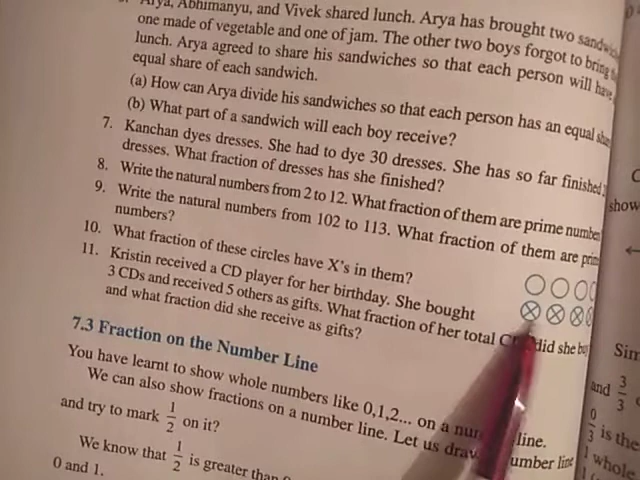 Arya, Abhimanyu, and Vivek shared lunch. Arya has brought two
one made of vegetable and one of jam. The other two boys forgot to bring
lunch. Arya agreed to share his sandwiches so that each person will have
equal share of each sandwich.
(a) How can Arya divide his sandwiches so that each person has an equal
(b) What part of a sandwich will each boy receive?
7. Kanchan dyes dresses. She had to dye 30 dresses. She has so far finished
dresses. What fraction of dresses has she finished?
8. Write the natural numbers from 2 to 12. What fraction of them are prime
9. Write the natural numbers from 102 to 113. What fraction of them are
numbers?
10. What fraction of these circles have X's in them?
11. Kristin received a CD player for her birthday. She bought
3 CDs and received 5 others as gifts. What fraction of her total did she
and what fraction did she receive as gifts?
7.3 Fraction on the Number Line
You have learnt to show whole numbers like 0,1,2... on a line.
We can also show fractions on a number line. Let us line
and try to mark 1/2 on it?
We know that 1/2 is greater than
0 and 1.
show
and 3/3
0/3 is the
1 whole